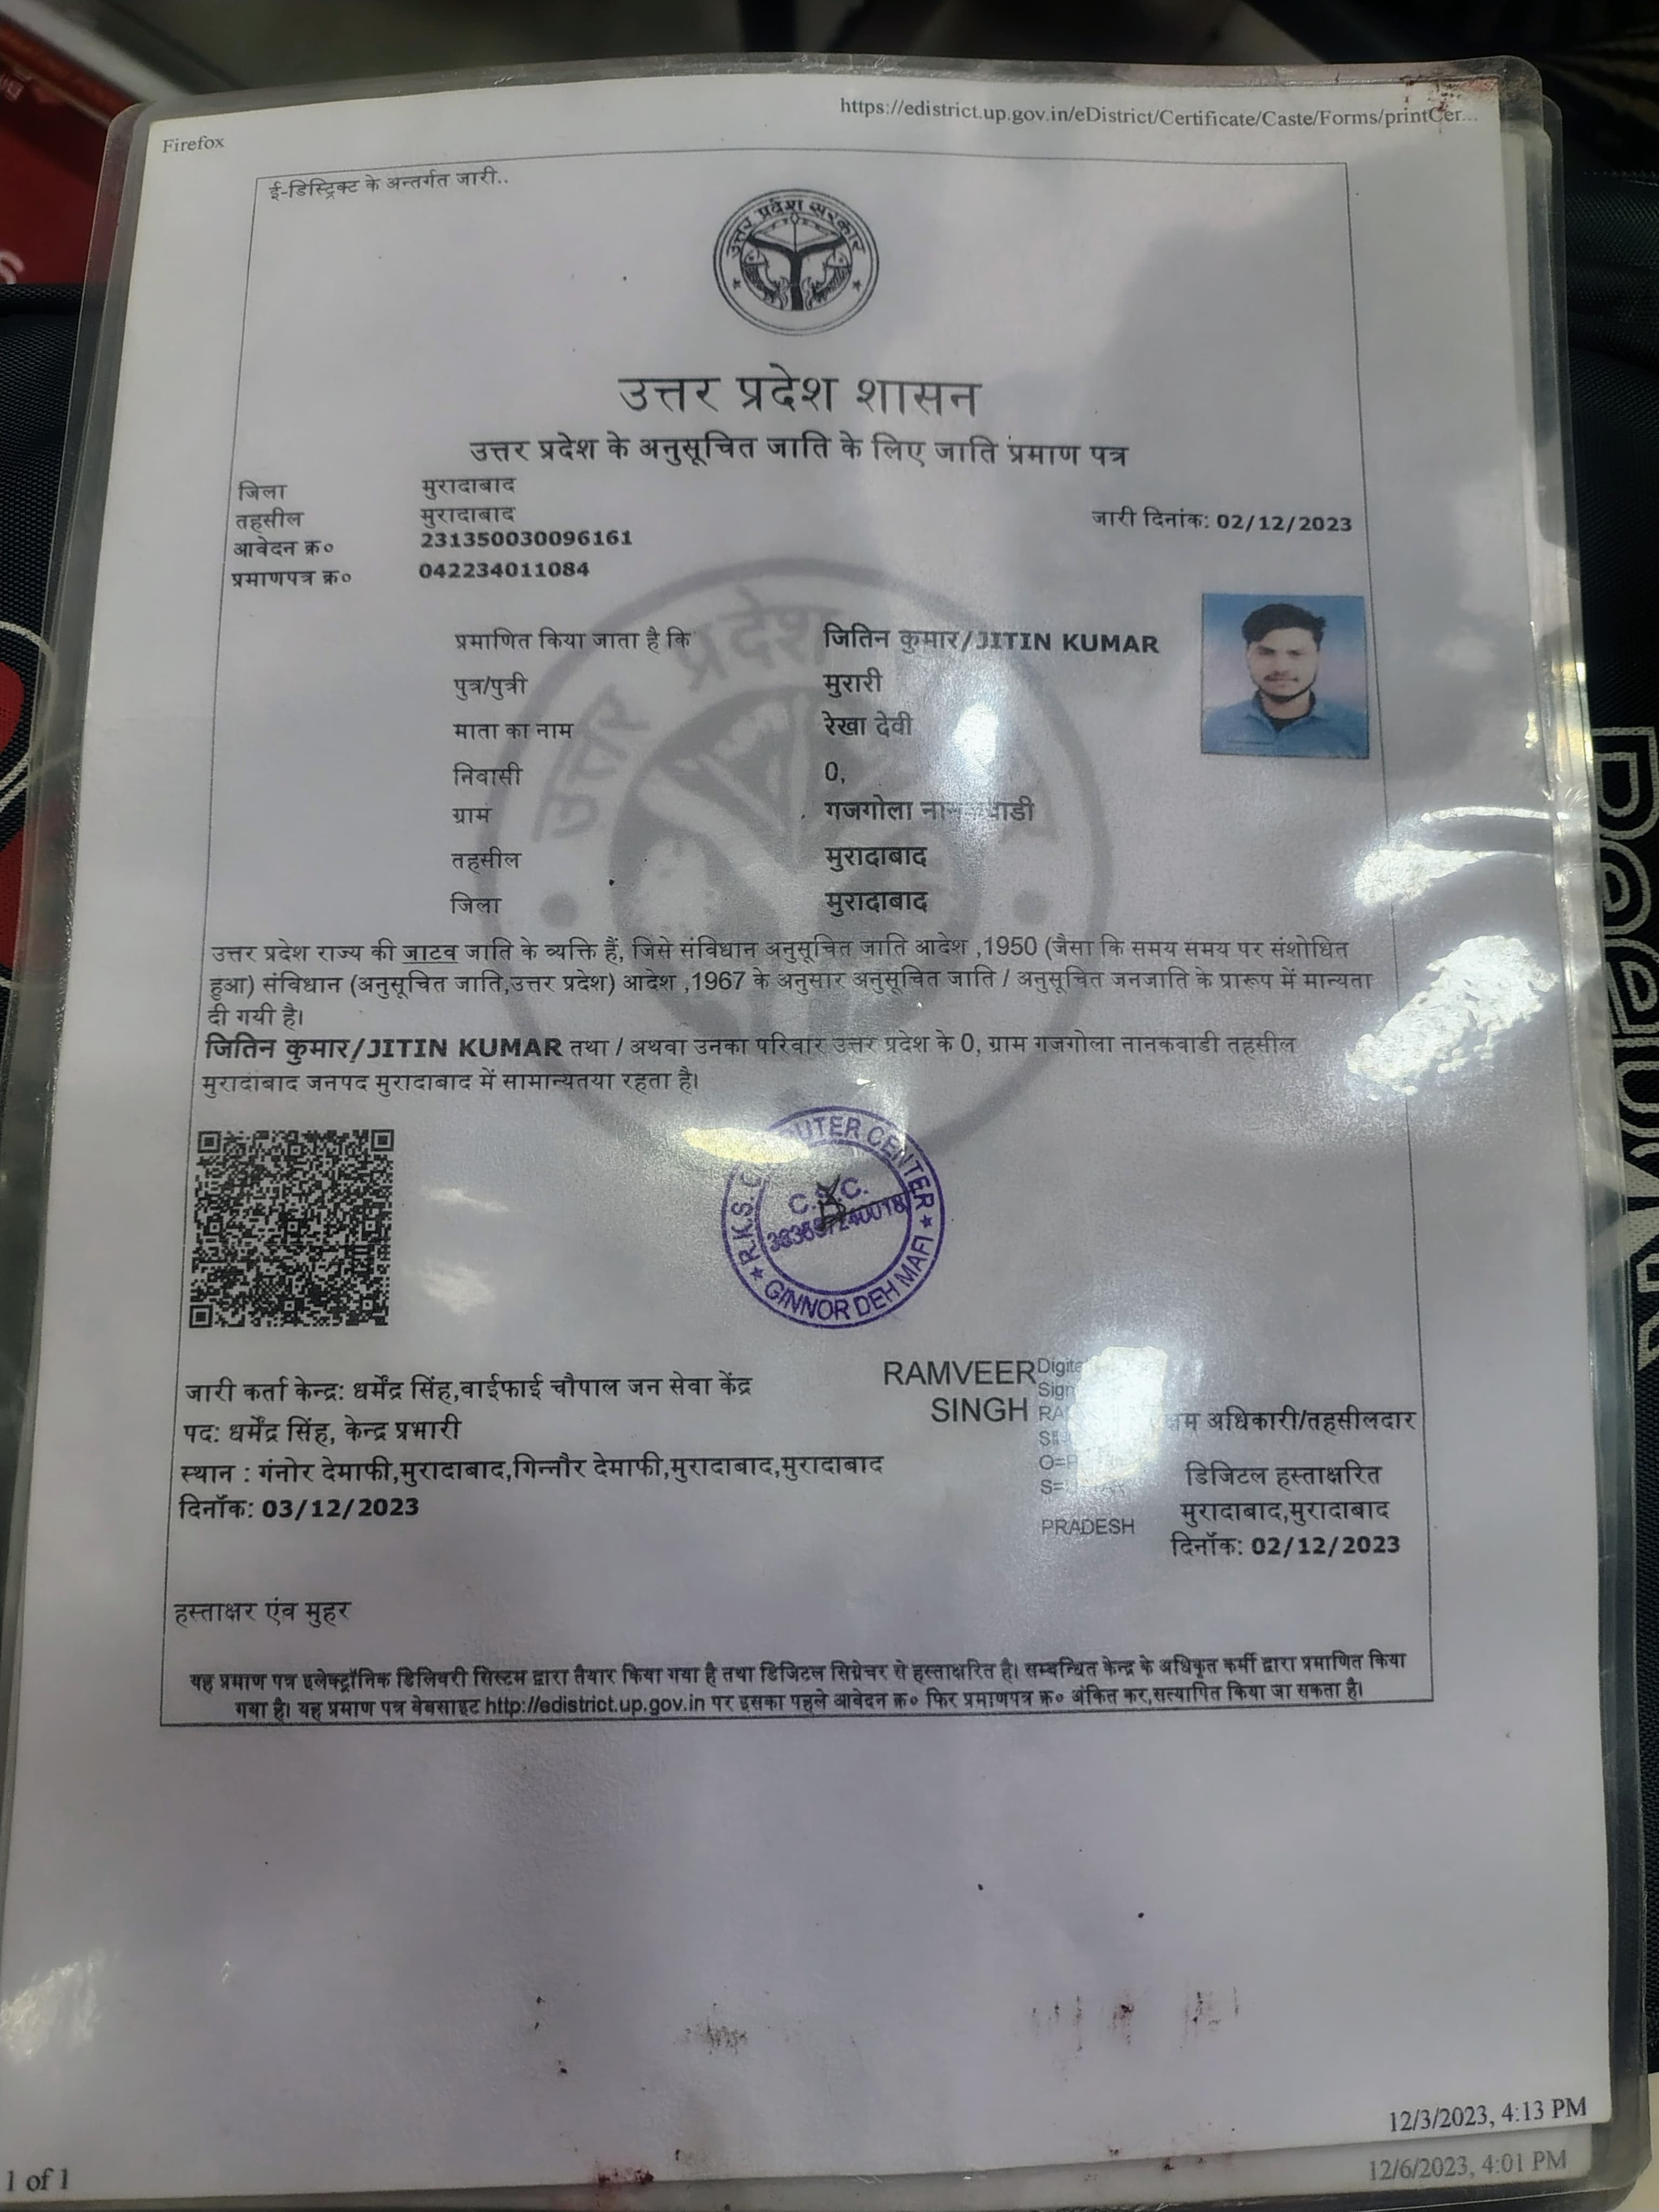 Firefox
https://edistrict.up.gov.in/eDistrict/Certificate/Caste/Forms/printCer...
ई-डिस्ट्रिक्ट के अन्तर्गत जारी..
उत्तर प्रदेश सरकार
उत्तर प्रदेश शासन
उत्तर प्रदेश के अनुसूचित जाति के लिए जाति प्रमाण पत्र
जिला मुरादाबाद
तहसील मुरादाबाद
जारी दिनांक: 02/12/2023
आवेदन क्र० 231350030096161
प्रमाणपत्र क्र० 042234011084
प्रमाणित किया जाता है कि जितिन कुमार/JITIN KUMAR
पुत्र/पुत्री मुरारी
माता का नाम रेखा देवी
निवासी 0,
ग्राम गजगोला
तहसील मुरादाबाद
जिला मुरादाबाद
उत्तर प्रदेश राज्य की जाटव जाति के व्यक्ति हैं, जिसे संविधान अनुसूचित जाति आदेश ,1950 (जैसा कि समय समय पर संशोधित
हुआ) संविधान (अनुसूचित जाति,उत्तर प्रदेश) आदेश ,1967 के अनुसार अनुसूचित जाति / अनुसूचित जनजाति के प्रारूप में मान्यता
दी गयी है।
जितिन कुमार/JITIN KUMAR तथा / अथवा उनका परिवार उत्तर प्रदेश के 0, ग्राम गजगोला नानकवाडी तहसील
मुरादाबाद जनपद मुरादाबाद में सामान्यतया रहता है।
R.K.S. CENTER
C.S.C.
GINNOR DEH MAFI
जारी कर्ता केन्द्र: धर्मेंद्र सिंह,वाईफाई चौपाल जन सेवा केंद्र
पद: धर्मेंद्र सिंह, केन्द्र प्रभारी
स्थान : गंनोर देमाफी,मुरादाबाद,गिन्नौर देमाफी,मुरादाबाद,मुरादाबाद
दिनॉक: 03/12/2023
RAMVEER
SINGH
PRADESH
अधिकारी/तहसीलदार
डिजिटल हस्ताक्षरित
मुरादाबाद,मुरादाबाद
दिनॉक: 02/12/2023
हस्ताक्षर एंव मुहर
यह प्रमाण पत्र इलेक्ट्रॉनिक डिलिवरी सिस्टम द्वारा तैयार किया गया है तथा डिजिटल सिग्नेचर से हस्ताक्षरित है। सम्बन्धित केन्द्र के अधिकृत कर्मी द्वारा प्रमाणित किया
गया है। यह प्रमाण पत्र वेबसाइट http://edistrict.up.gov.in पर इसका पहले आवेदन क्र० फिर प्रमाणपत्र क्र० अंकित कर,सत्यापित किया जा सकता है।
12/3/2023, 4:13 PM
1 of 1
12/6/2023, 4:01 PM